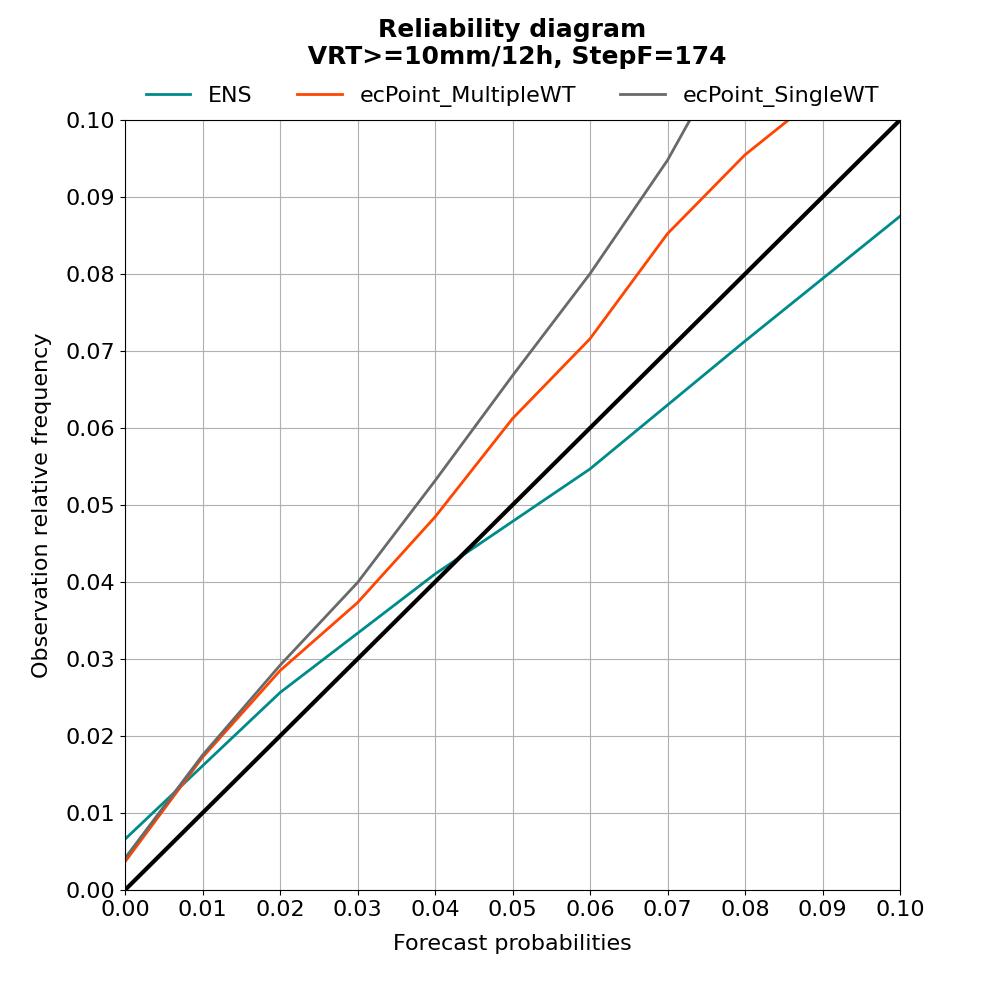 Reliability diagram
VRT>=10mm/12h, StepF=174
ENS ecPoint_MultipleWT ecPoint_SingleWT
0.10
0.09
0.08
0.07
0.06
0.05
0.04
0.03
0.02
0.01
0.00
Observation relative frequency
0.00 0.01 0.02 0.03 0.04 0.05 0.06 0.07 0.08 0.09 0.10
Forecast probabilities